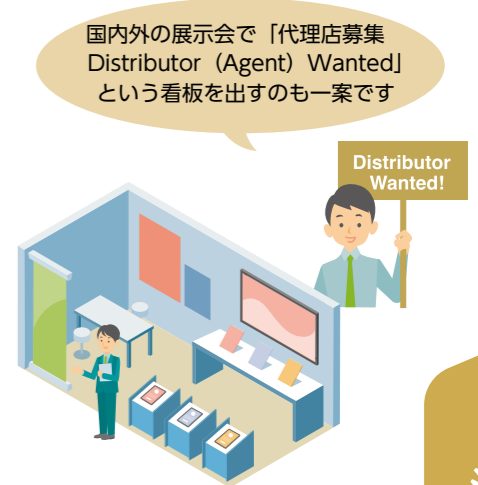 国内外の展示会で「代理店募集
Distributor（Agent）Wanted」
という看板を出すのも一案です
Distributor
Wanted!